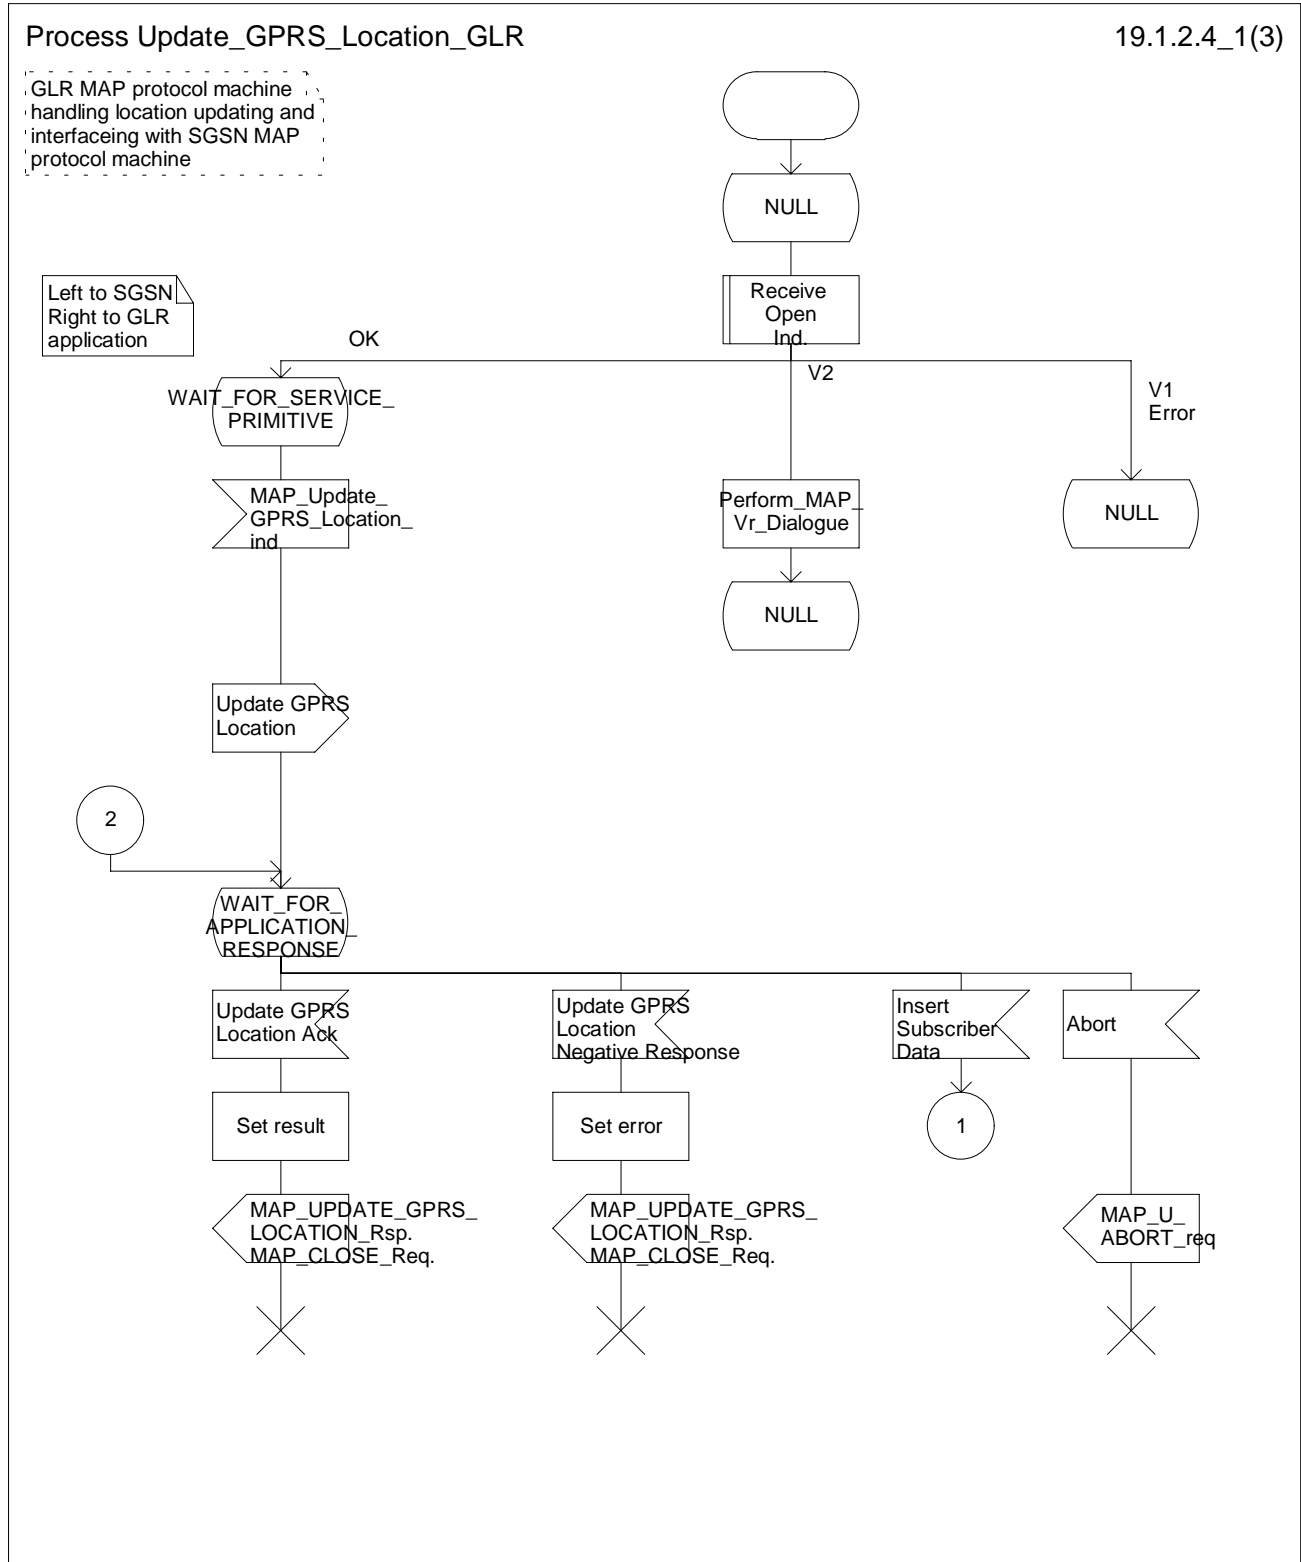 Process Update_GPRS_Location_GLR
19.1.2.4_1(3)
GLR MAP protocol machine
handling location updating and
interfaceing with SGSN MAP
protocol machine
NULL
Left to SGSN
Right to GLR
application
Receive
Open
Ind.
OK
V2
V1
Error
WAIT_FOR_SERVICE_
PRIMITIVE
MAP_Update_
GPRS_Location_
ind
Perform_MAP_
Vr_Dialogue
NULL
NULL
Update GPRS
Location
2
WAIT_FOR_
APPLICATION_
RESPONSE
Update GPRS
Location Ack
Update GPRS
Location
Negative Response
Insert
Subscriber
Data
Abort
Set result
Set error
1
MAP_UPDATE_GPRS_
LOCATION_Rsp.
MAP_CLOSE_Req.
MAP_UPDATE_GPRS_
LOCATION_Rsp.
MAP_CLOSE_Req.
MAP_U_
ABORT_req